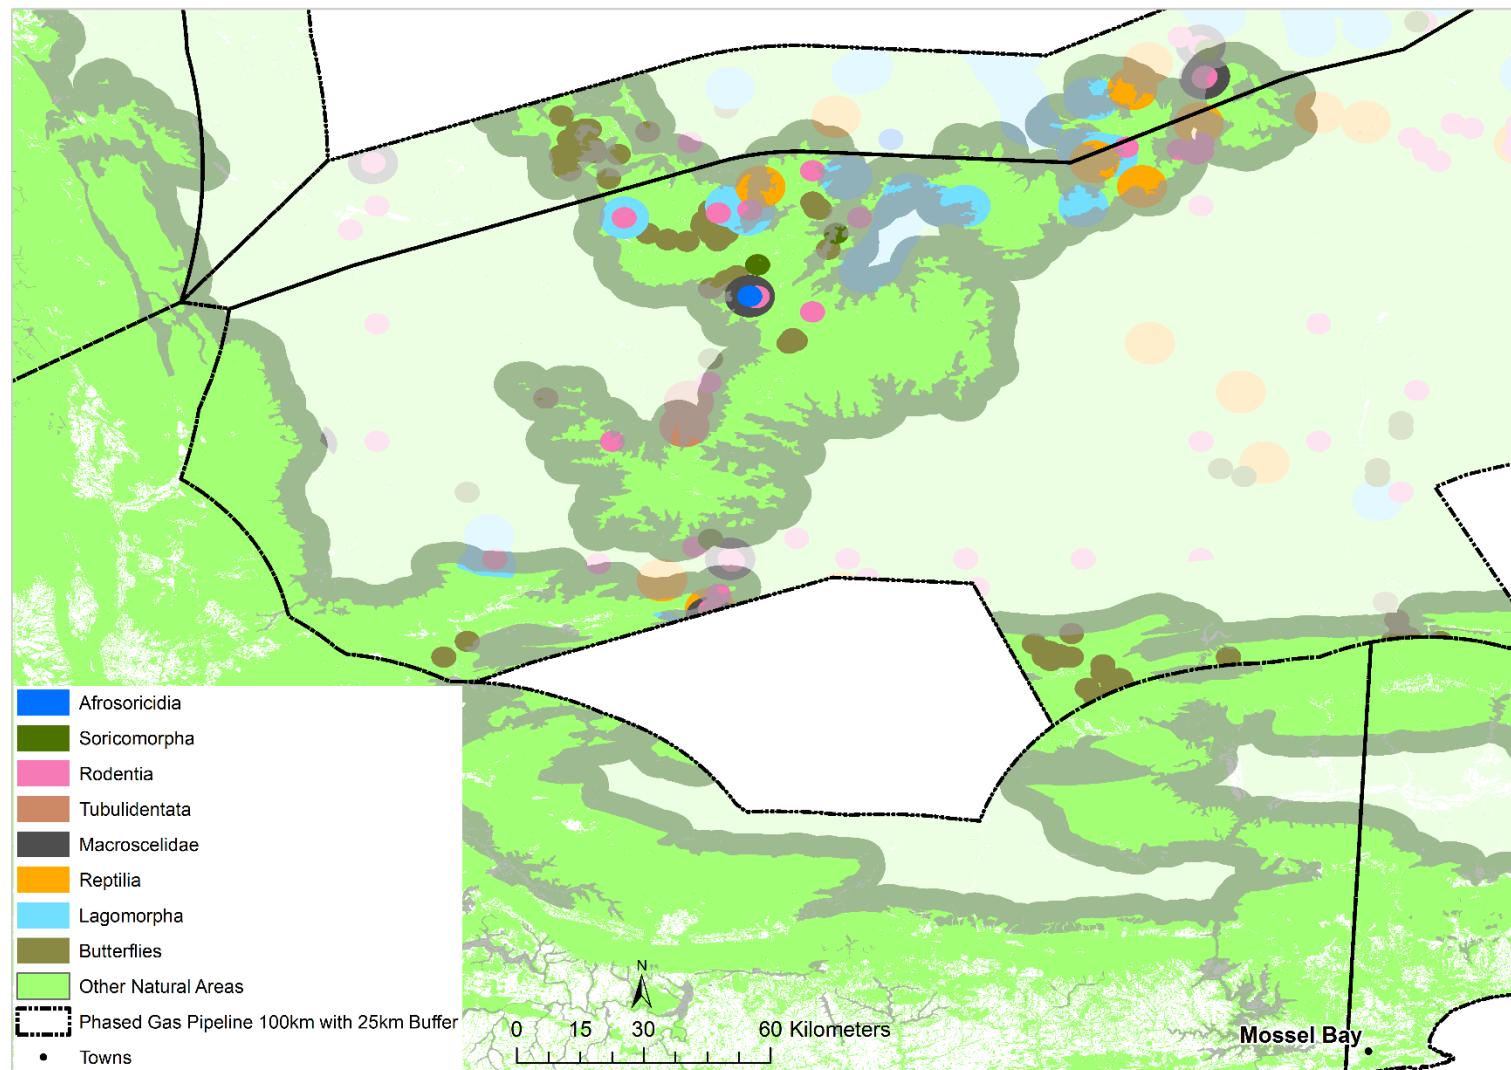 Afrosoricidia
Soricomorpha
Rodentia
Tubulidentata
Macroscelidae
Reptilia
Lagomorpha
Butterflies
Other Natural Areas
Phased Gas Pipeline 100km with 25km Buffer
Towns
N
0 15 30 60 Kilometers
Mossel Bay